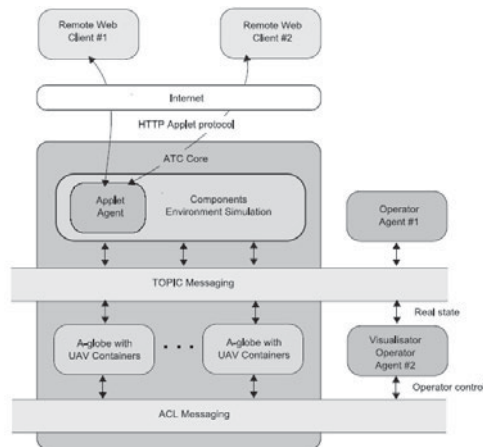 Remote Web
Client #1
Remote Web
Client #2
Internet
HTTP Applet protocol
ATC Core
Applet
Agent
Components
Environment Simulation
Operator
Agent #1
TOPIC Messaging
Real state
A-globe with
UAV Containers
A-globe with
UAV Containers
Visualisator
Operator
Agent #2
Operator control
ACL Messaging